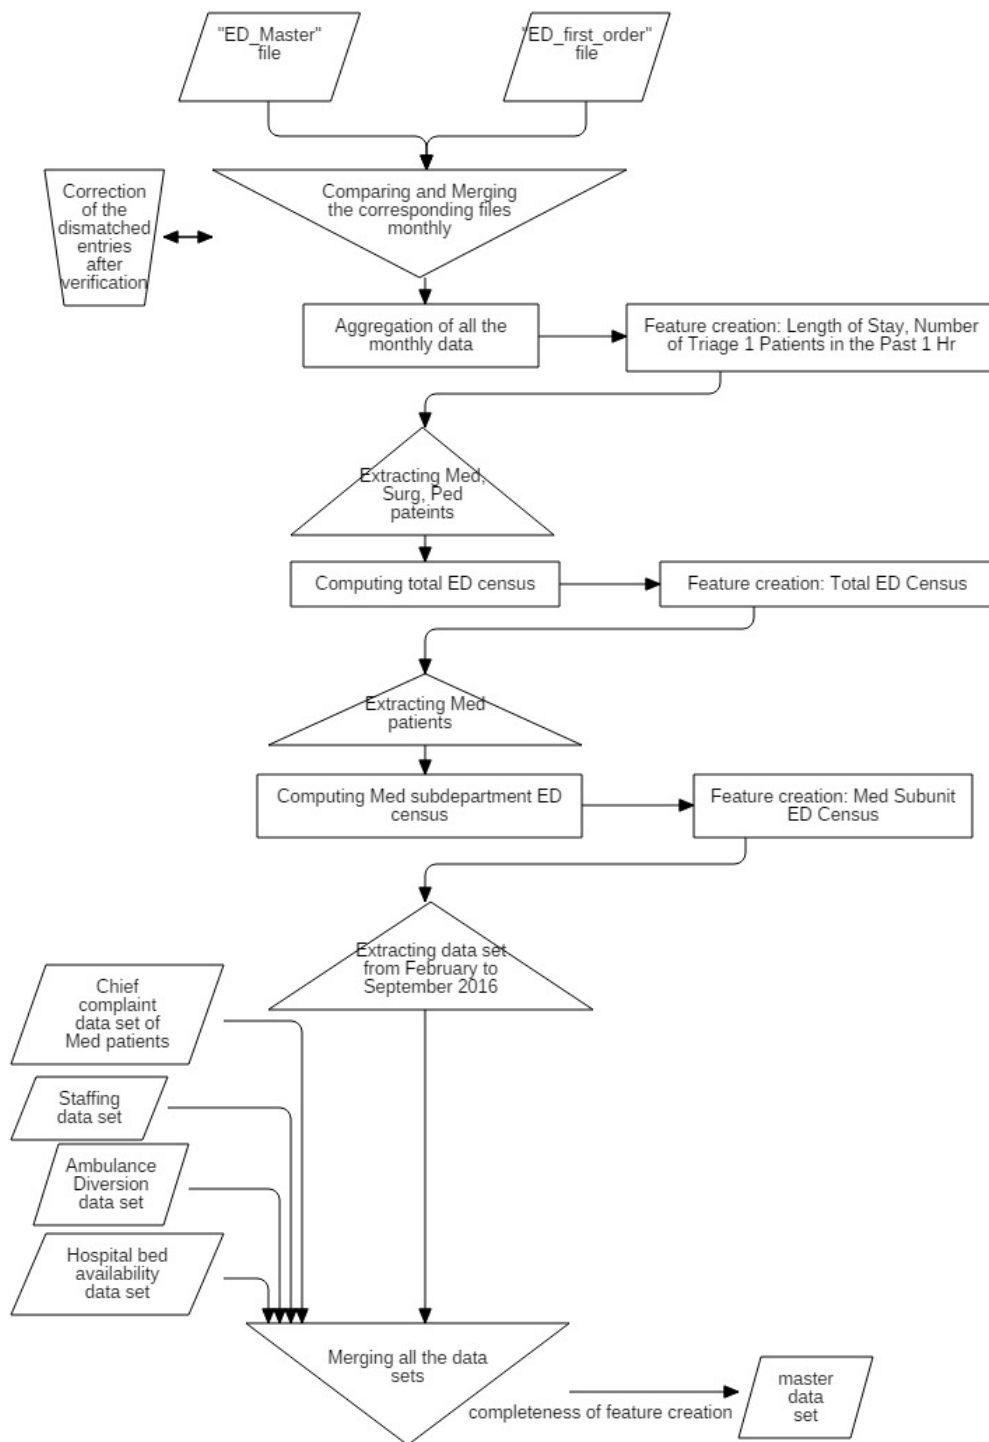 "ED_Master"
file
"ED_first_order"
file
Correction
of the
dismatched
entries
after
verification
Comparing and Merging
the corresponding files
monthly
Aggregation of all the
monthly data
Feature creation: Length of Stay, Number
of Triage 1 Patients in the Past 1 Hr
Extracting Med,
Surg, Ped
pateints
Computing total ED census
Feature creation: Total ED Census
Extracting Med
patients
Computing Med subdepartment ED
census
Feature creation: Med Subunit
ED Census
Extracting data set
from February to
September 2016
Chief
complaint
data set of
Med patients
Staffing
data set
Ambulance
Diversion
data set
Hospital bed
availability
data set
Merging all the data
sets
completeness of feature creation
master
data
set